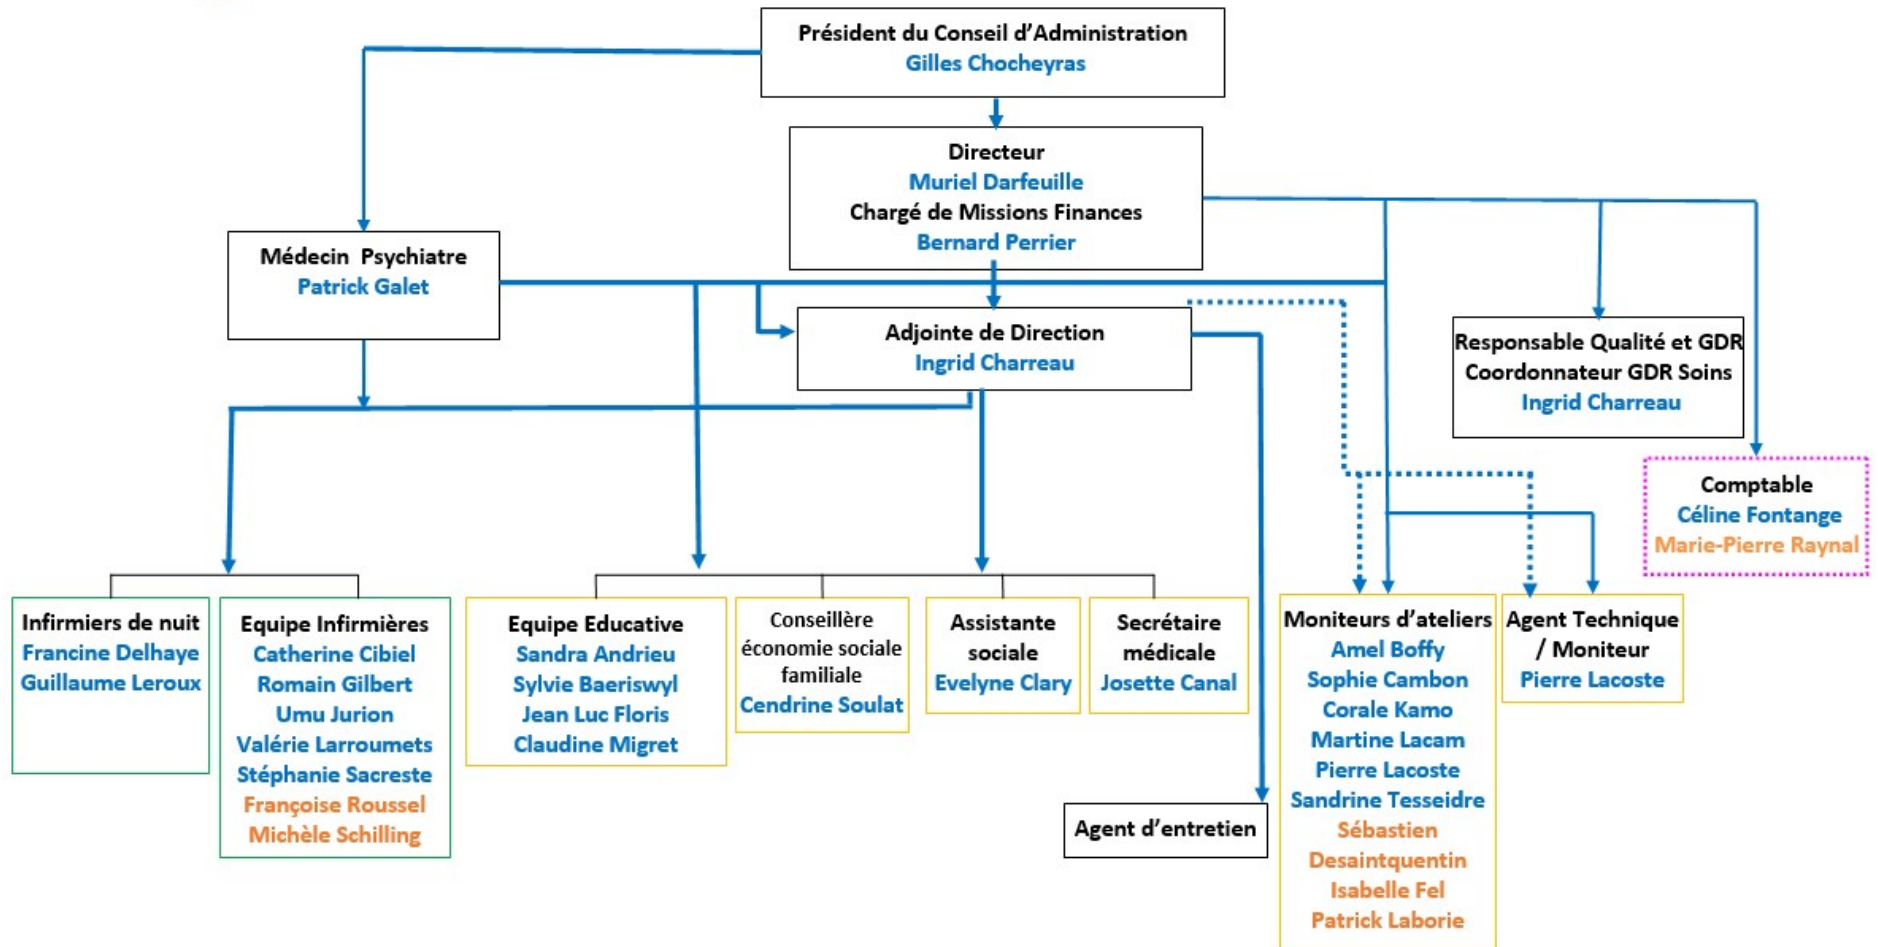 Président du Conseil d’Administration
Gilles Chocheyras
Directeur
Muriel Darfeuille
Chargé de Missions Finances
Bernard Perrier
Médecin Psychiatre
Patrick Galet
Adjointe de Direction
Ingrid Charreau
Responsable Qualité et GDR
Coordonnateur GDR Soins
Ingrid Charreau
Comptable
Céline Fontange
Marie-Pierre Raynal
Infirmiers de nuit
Francine Delhaye
Guillaume Leroux
Equipe Infirmières
Catherine Cibiel
Romain Gilbert
Umu Jurion
Valérie Larroumets
Stéphanie Sacreste
Françoise Roussel
Michèle Schilling
Equipe Educative
Sandra Andrieu
Sylvie Baeriswyl
Jean Luc Floris
Claudine Migret
Conseillère
économie sociale
familiale
Cendrine Soulat
Assistante
sociale
Evelyne Clary
Secrétaire
médicale
Josette Canal
Agent d’entretien
Moniteurs d’ateliers
Amel Boffy
Sophie Cambon
Corale Kamo
Martine Lacam
Pierre Lacoste
Sandrine Tesseidre
Sébastien
Desaintquentin
Isabelle Fel
Patrick Laborie
Agent Technique
/ Moniteur
Pierre Lacoste